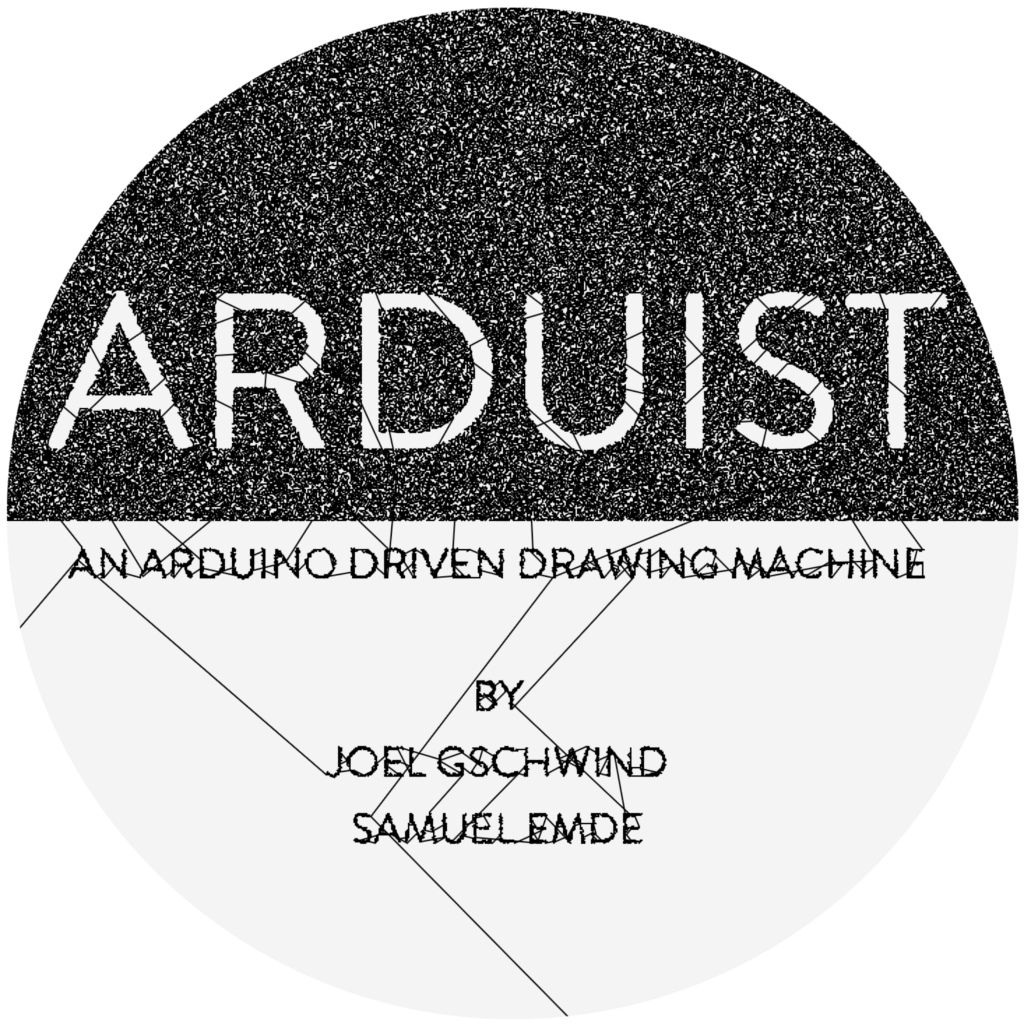 ARDUIST
AN ARDUINO DRIVEN DRAWING MACHINE
BY
JOEL GSCHWIND
SAMUEL EMDE